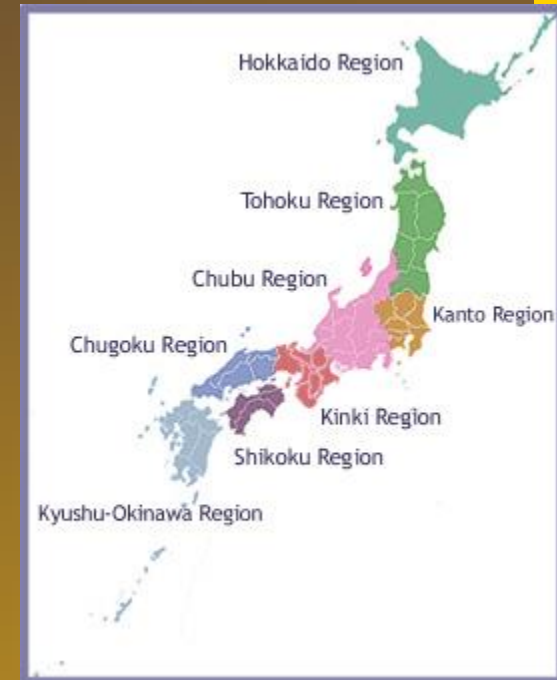 Hokkaido Region
Tohoku Region
Chubu Region
Kanto Region
Chugoku Region
Kinki Region
Shikoku Region
Kyushu-Okinawa Region